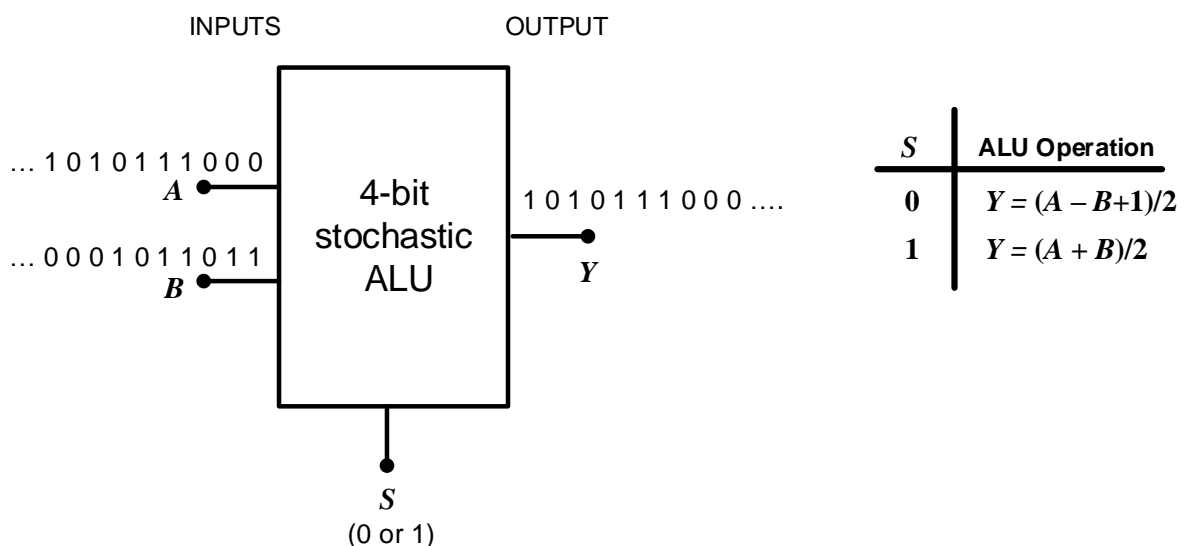 INPUTS OUTPUT
... 1 0 1 0 1 1 1 0 0 0
A
... 0 0 0 1 0 1 1 0 1 1
B
4-bit
stochastic
ALU
1 0 1 0 1 1 1 0 0 0 ....
Y
S
(0 or 1)
S ALU Operation
0 Y = (A – B+1)/2
1 Y = (A + B)/2